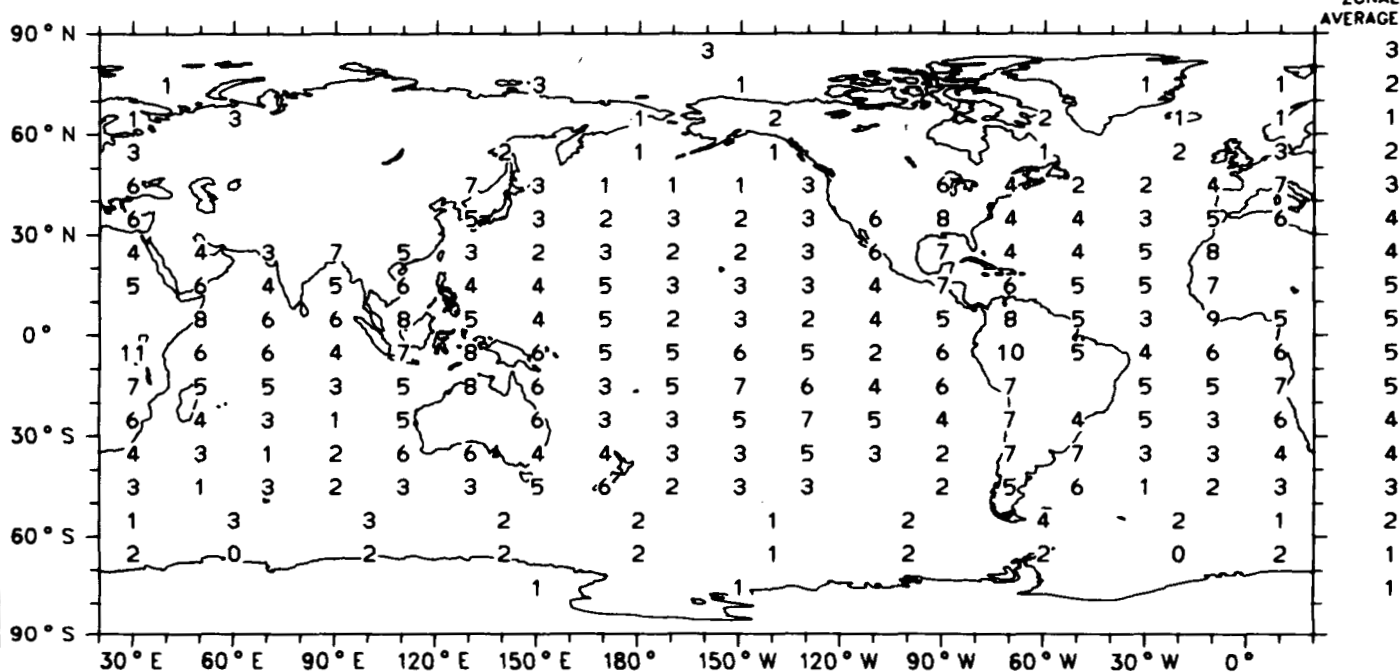 ZONAL
AVERAGE
90° N 3 3
1 3 1 1 1 2
1 3 1 2 2 1 1 1
60° N
3 2 1 1 1 2 3 2
6 7 3 1 1 1 3 6 4 2 2 4 7 3
6 5 3 2 3 2 3 6 8 4 4 3 5 6 4
30° N
4 4 3 7 5 3 2 3 2 2 3 6 7 4 4 5 8 4
5 6 4 5 6 4 4 5 3 3 3 4 7 6 5 5 7 5
8 6 6 8 5 4 5 2 3 2 4 5 8 5 3 9 5 5
0°
11 6 6 4 7 8 6 5 5 6 5 2 6 10 5 4 6 6 5
7 5 5 3 5 8 6 3 5 7 6 4 6 7 5 5 7 5
6 4 3 1 5 6 3 3 5 7 5 4 7 4 5 3 6 4
30° S
4 3 1 2 6 6 4 4 3 3 5 3 2 7 7 3 3 4 4
3 1 3 2 3 3 5 6 2 3 3 2 5 6 1 2 3 3
1 3 3 2 2 1 2 4 2 1 2
60° S
2 0 2 2 2 1 2 2 0 2 1
1 1 1
90° S
30° E 60° E 90° E 120° E 150° E 180° 150° W 120° W 90° W 60° W 30° W 0°